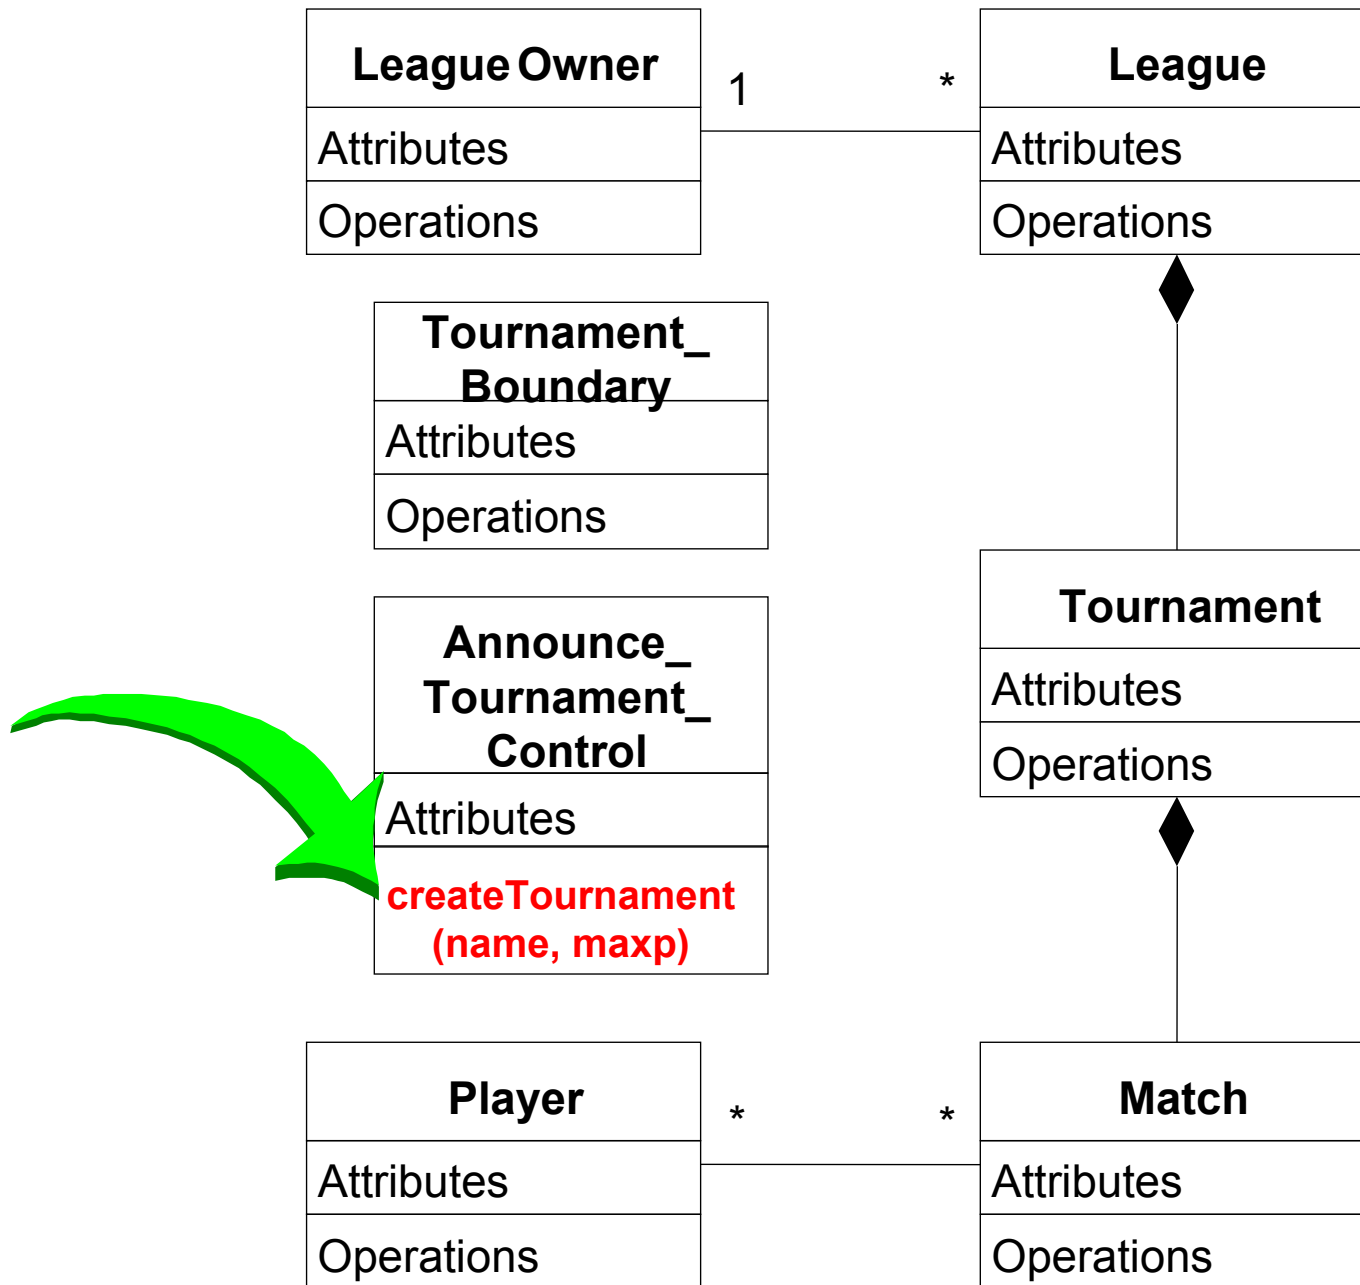 League Owner
Attributes
Operations
1
*
League
Attributes
Operations
Tournament_
Boundary
Attributes
Operations
Announce_
Tournament_
Control
Attributes
createTournament
(name, maxp)
Tournament
Attributes
Operations
Player
Attributes
Operations
*
*
Match
Attributes
Operations